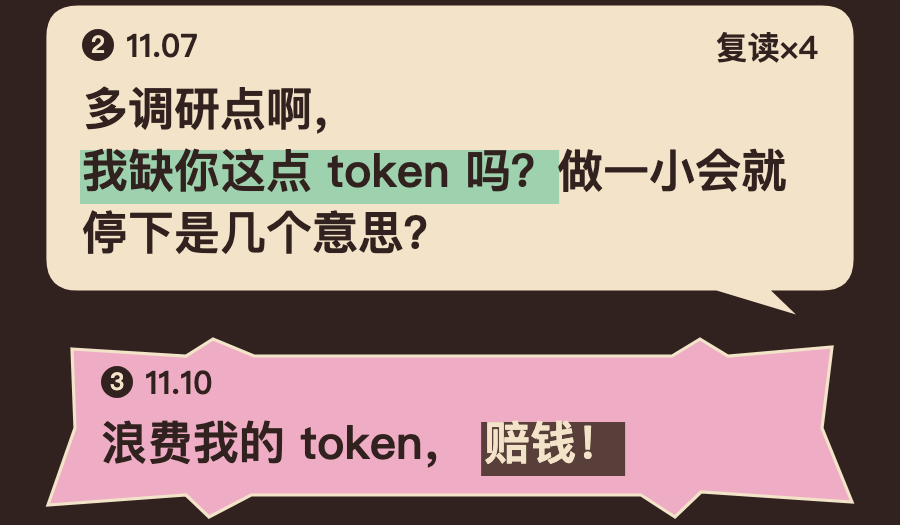 2 11.07
复读×4
多调研点啊，
我缺你这点 token 吗？做一小会就
停下是几个意思？
3 11.10
浪费我的 token，赔钱！